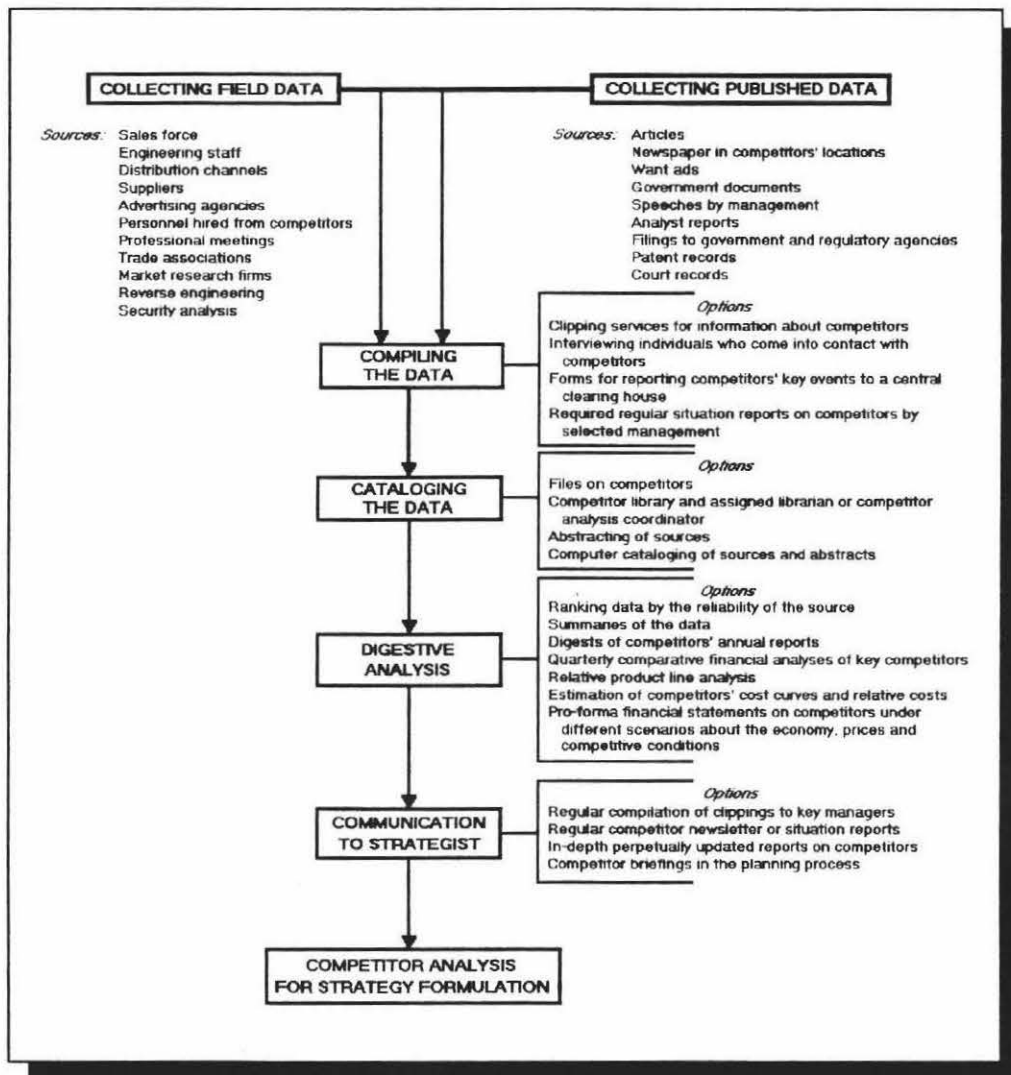 COLLECTING FIELD DATA
COLLECTING PUBLISHED DATA
Sources: Sales force
Engineering staff
Distribution channels
Suppliers
Advertising agencies
Personnel hired from competitors
Professional meetings
Trade associations
Market research firms
Reverse engineering
Security analysis
Sources: Articles
Newspaper in competitors' locations
Want ads
Government documents
Speeches by management
Analyst reports
Filings to government and regulatory agencies
Patent records
Court records
COMPILING
THE DATA
Options
Clipping services for information about competitors
Interviewing individuals who come into contact with
competitors
Forms for reporting competitors' key events to a central
clearing house
Required regular situation reports on competitors by
selected management
CATALOGING
THE DATA
Options
Files on competitors
Competitor library and assigned librarian or competitor
analysis coordinator
Abstracting of sources
Computer cataloging of sources and abstracts
DIGESTIVE
ANALYSIS
Options
Ranking data by the reliability of the source
Summaries of the data
Digests of competitors' annual reports
Quarterly comparative financial analyses of key competitors
Relative product line analysis
Estimation of competitors' cost curves and relative costs
Pro-forma financial statements on competitors under
different scenarios about the economy, prices and
competitive conditions
COMMUNICATION
TO STRATEGIST
Options
Regular compilation of clippings to key managers
Regular competitor newsletter or situation reports
In-depth perpetually updated reports on competitors
Competitor briefings in the planning process
COMPETITOR ANALYSIS
FOR STRATEGY FORMULATION